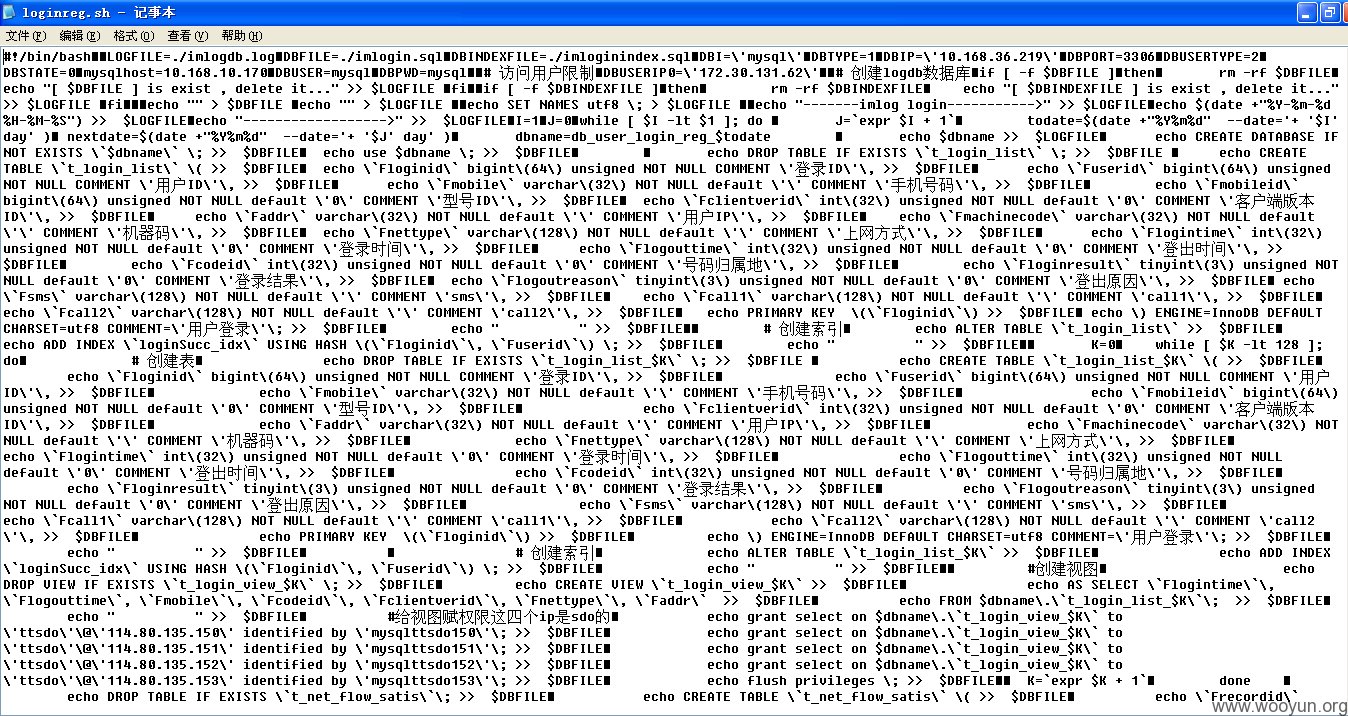 loginreg.sh - 记事本
文件(F) 编辑(E) 格式(O) 查看(V) 帮助(H)
#!/bin/bash■■LOGFILE=./imlogdb.log■DBFILE=./imlogin.sql■DBINDEXFILE=./imloginindex.sql■DBI=\'mysql\'■DBTYPE=1■DBIP=\'10.168.36.219\'■DBPORT=3306■DBUSERTYPE=2■
DBSTATE=0■mysqlhost=10.168.10.170■DBUSER=mysql■DBPWD=mysql■■# 访问用户限制■DBUSERIP0=\'172.30.131.62\'■■# 创建logdb数据库■if [ -f $DBFILE ]■then■ rm -rf $DBFILE■
echo "[ $DBFILE ] is exist , delete it..." >> $LOGFILE ■fi■■if [ -f $DBINDEXFILE ]■then■ rm -rf $DBINDEXFILE■ echo "[ $DBINDEXFILE ] is exist , delete it..."
>> $LOGFILE ■fi■■■echo "" > $DBFILE ■echo "" > $LOGFILE ■■echo SET NAMES utf8 \; > $LOGFILE ■■echo "-------imlog login----------->" >> $LOGFILE■echo $(date +"%Y-%m-%d
%H-%M-%S") >> $LOGFILE■echo "------------------>" >> $LOGFILE■■I=1■J=0■while [ $I -lt $1 ]; do ■ J=`expr $I + 1`■ todate=$(date +"%Y%m%d" --date='+ '$I'
day' )■ nextdate=$(date +"%Y%m%d" --date='+ '$J' day' )■ dbname=db_user_login_reg_$todate ■ echo $dbname >> $LOGFILE■ echo CREATE DATABASE IF
NOT EXISTS \`$dbname\` \; >> $DBFILE■ echo use $dbname \; >> $DBFILE■ ■ echo DROP TABLE IF EXISTS \`t_login_list\` \; >> $DBFILE ■ echo CREATE
TABLE \`t_login_list\` \( >> $DBFILE■ echo \`Floginid\` bigint\(64\) unsigned NOT NULL COMMENT \'登录ID\'\, >> $DBFILE■ echo \`Fuserid\` bigint\(64\) unsigned
NOT NULL COMMENT \'用户ID\'\, >> $DBFILE■ echo \`Fmobile\` varchar\(32\) NOT NULL default \'\' COMMENT \'手机号码\'\, >> $DBFILE■ echo \`Fmobileid\`
bigint\(64\) unsigned NOT NULL default \'0\' COMMENT \'型号ID\'\, >> $DBFILE■ echo \`Fclientverid\` int\(32\) unsigned NOT NULL default \'0\' COMMENT \'客户端版本
ID\'\, >> $DBFILE■ echo \`Faddr\` varchar\(32\) NOT NULL default \'\' COMMENT \'用户IP\'\, >> $DBFILE■ echo \`Fmachinecode\` varchar\(32\) NOT NULL default
\'\' COMMENT \'机器码\'\, >> $DBFILE■ echo \`Fnettype\` varchar\(128\) NOT NULL default \'\' COMMENT \'上网方式\'\, >> $DBFILE■ echo \`Flogintime\` int\(32\)
unsigned NOT NULL default \'0\' COMMENT \'登录时间\'\, >> $DBFILE■ echo \`Flogouttime\` int\(32\) unsigned NOT NULL default \'0\' COMMENT \'登出时间\'\, >>
$DBFILE■ echo \`Fcodeid\` int\(32\) unsigned NOT NULL default \'0\' COMMENT \'号码归属地\'\, >> $DBFILE■ echo \`Floginresult\` tinyint\(3\) unsigned NOT
NULL default \'0\' COMMENT \'登录结果\'\, >> $DBFILE■ echo \`Flogoutreason\` tinyint\(3\) unsigned NOT NULL default \'0\' COMMENT \'登出原因\'\, >> $DBFILE■ echo
\`Fsms\` varchar\(128\) NOT NULL default \'\' COMMENT \'sms\'\, >> $DBFILE■ echo \`Fcall1\` varchar\(128\) NOT NULL default \'\' COMMENT \'call1\'\, >> $DBFILE■
echo \`Fcall2\` varchar\(128\) NOT NULL default \'\' COMMENT \'call2\'\, >> $DBFILE■ echo PRIMARY KEY \(\`Floginid\`\) >> $DBFILE■ echo \) ENGINE=InnoDB DEFAULT
CHARSET=utf8 COMMENT=\'用户登录\'\; >> $DBFILE■ echo " " >> $DBFILE■■ # 创建索引■ echo ALTER TABLE \`t_login_list\` >> $DBFILE■
echo ADD INDEX \`loginSucc_idx\` USING HASH \(\`Floginid\`\, \`Fuserid\`\) \; >> $DBFILE■ echo " " >> $DBFILE■■ K=0■ while [ $K -lt 128 ];
do■ # 创建表■ echo DROP TABLE IF EXISTS \`t_login_list_$K\` \; >> $DBFILE ■ echo CREATE TABLE \`t_login_list_$K\` \( >> $DBFILE■
echo \`Floginid\` bigint\(64\) unsigned NOT NULL COMMENT \'登录ID\'\, >> $DBFILE■ echo \`Fuserid\` bigint\(64\) unsigned NOT NULL COMMENT \'用户
ID\'\, >> $DBFILE■ echo \`Fmobile\` varchar\(32\) NOT NULL default \'\' COMMENT \'手机号码\'\, >> $DBFILE■ echo \`Fmobileid\` bigint\(64\)
unsigned NOT NULL default \'0\' COMMENT \'型号ID\'\, >> $DBFILE■ echo \`Fclientverid\` int\(32\) unsigned NOT NULL default \'0\' COMMENT \'客户端版本
ID\'\, >> $DBFILE■ echo \`Faddr\` varchar\(32\) NOT NULL default \'\' COMMENT \'用户IP\'\, >> $DBFILE■ echo \`Fmachinecode\` varchar\(32\) NOT
NULL default \'\' COMMENT \'机器码\'\, >> $DBFILE■ echo \`Fnettype\` varchar\(128\) NOT NULL default \'\' COMMENT \'上网方式\'\, >> $DBFILE■
echo \`Flogintime\` int\(32\) unsigned NOT NULL default \'0\' COMMENT \'登录时间\'\, >> $DBFILE■ echo \`Flogouttime\` int\(32\) unsigned NOT NULL
default \'0\' COMMENT \'登出时间\'\, >> $DBFILE■ echo \`Fcodeid\` int\(32\) unsigned NOT NULL default \'0\' COMMENT \'号码归属地\'\, >> $DBFILE■
echo \`Floginresult\` tinyint\(3\) unsigned NOT NULL default \'0\' COMMENT \'登录结果\'\, >> $DBFILE■ echo \`Flogoutreason\` tinyint\(3\) unsigned
NOT NULL default \'0\' COMMENT \'登出原因\'\, >> $DBFILE■ echo \`Fsms\` varchar\(128\) NOT NULL default \'\' COMMENT \'sms\'\, >> $DBFILE■
echo \`Fcall1\` varchar\(128\) NOT NULL default \'\' COMMENT \'call1\'\, >> $DBFILE■ echo \`Fcall2\` varchar\(128\) NOT NULL default \'\' COMMENT \'call2
\'\, >> $DBFILE■ echo PRIMARY KEY \(\`Floginid\`\) >> $DBFILE■ echo \) ENGINE=InnoDB DEFAULT CHARSET=utf8 COMMENT=\'用户登录\'\; >> $DBFILE■
echo " " >> $DBFILE■ ■ # 创建索引■ echo ALTER TABLE \`t_login_list_$K\` >> $DBFILE■ echo ADD INDEX
\`loginSucc_idx\` USING HASH \(\`Floginid\`\, \`Fuserid\`\) \; >> $DBFILE■ echo " " >> $DBFILE■■ #创建视图■ echo
DROP VIEW IF EXISTS \`t_login_view_$K\` \; >> $DBFILE■ echo CREATE VIEW \`t_login_view_$K\` >> $DBFILE■ echo AS SELECT \`Flogintime\`\,
\`Flogouttime\`\, \`Fmobile\`\, \`Fcodeid\`\, \`Fclientverid\`\, \`Fnettype\`\, \`Faddr\` >> $DBFILE■ echo FROM $dbname\.\`t_login_list_$K\`\; >> $DBFILE■
echo " " >> $DBFILE■ #给视图赋权限这四个ip是sdo的■ echo grant select on $dbname\.\`t_login_view_$K\` to
\'ttsdo\'\@\'114.80.135.150\' identified by \'mysqlttsdo150\'\; >> $DBFILE■ echo grant select on $dbname\.\`t_login_view_$K\` to
\'ttsdo\'\@\'114.80.135.151\' identified by \'mysqlttsdo151\'\; >> $DBFILE■ echo grant select on $dbname\.\`t_login_view_$K\` to
\'ttsdo\'\@\'114.80.135.152\' identified by \'mysqlttsdo152\'\; >> $DBFILE■ echo grant select on $dbname\.\`t_login_view_$K\` to
\'ttsdo\'\@\'114.80.135.153\' identified by \'mysqlttsdo153\'\; >> $DBFILE■ echo flush privileges \; >> $DBFILE■■ K=`expr $K + 1`■ done ■
echo DROP TABLE IF EXISTS \`t_net_flow_satis\`\; >> $DBFILE■ echo CREATE TABLE \`t_net_flow_satis\` \( >> $DBFILE■ echo \`Frecordid\`
www.wooyun.org